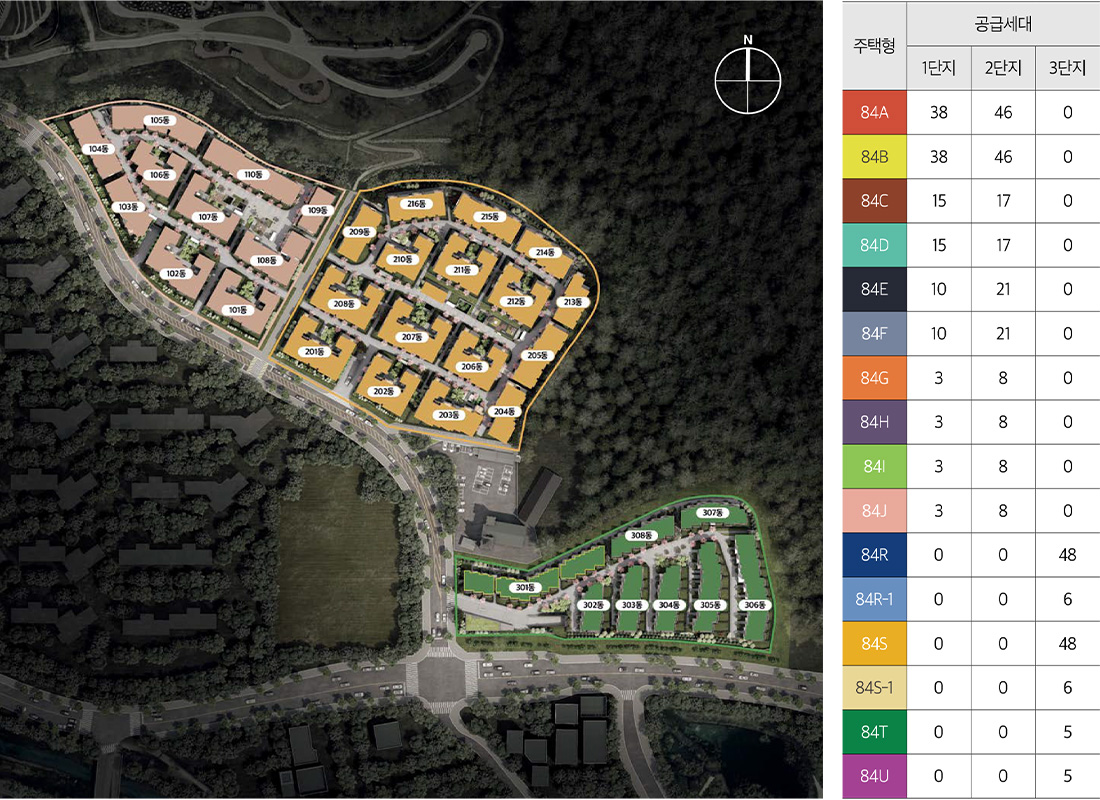 N
105동
104동
106동
110동
103동
107동
109동
102동
108동
101동
216동
215동
209동
214동
210동
211동
208동
212동
213동
207동
201동
205동
206동
202동
203동
204동
307동
308동
301동
302동 303동 304동 305동 306동
주택형 공급세대
1단지 2단지 3단지
84A 38 46 0
84B 38 46 0
84C 15 17 0
84D 15 17 0
84E 10 21 0
84F 10 21 0
84G 3 8 0
84H 3 8 0
84I 3 8 0
84J 3 8 0
84R 0 0 48
84R-1 0 0 6
84S 0 0 48
84S-1 0 0 6
84T 0 0 5
84U 0 0 5